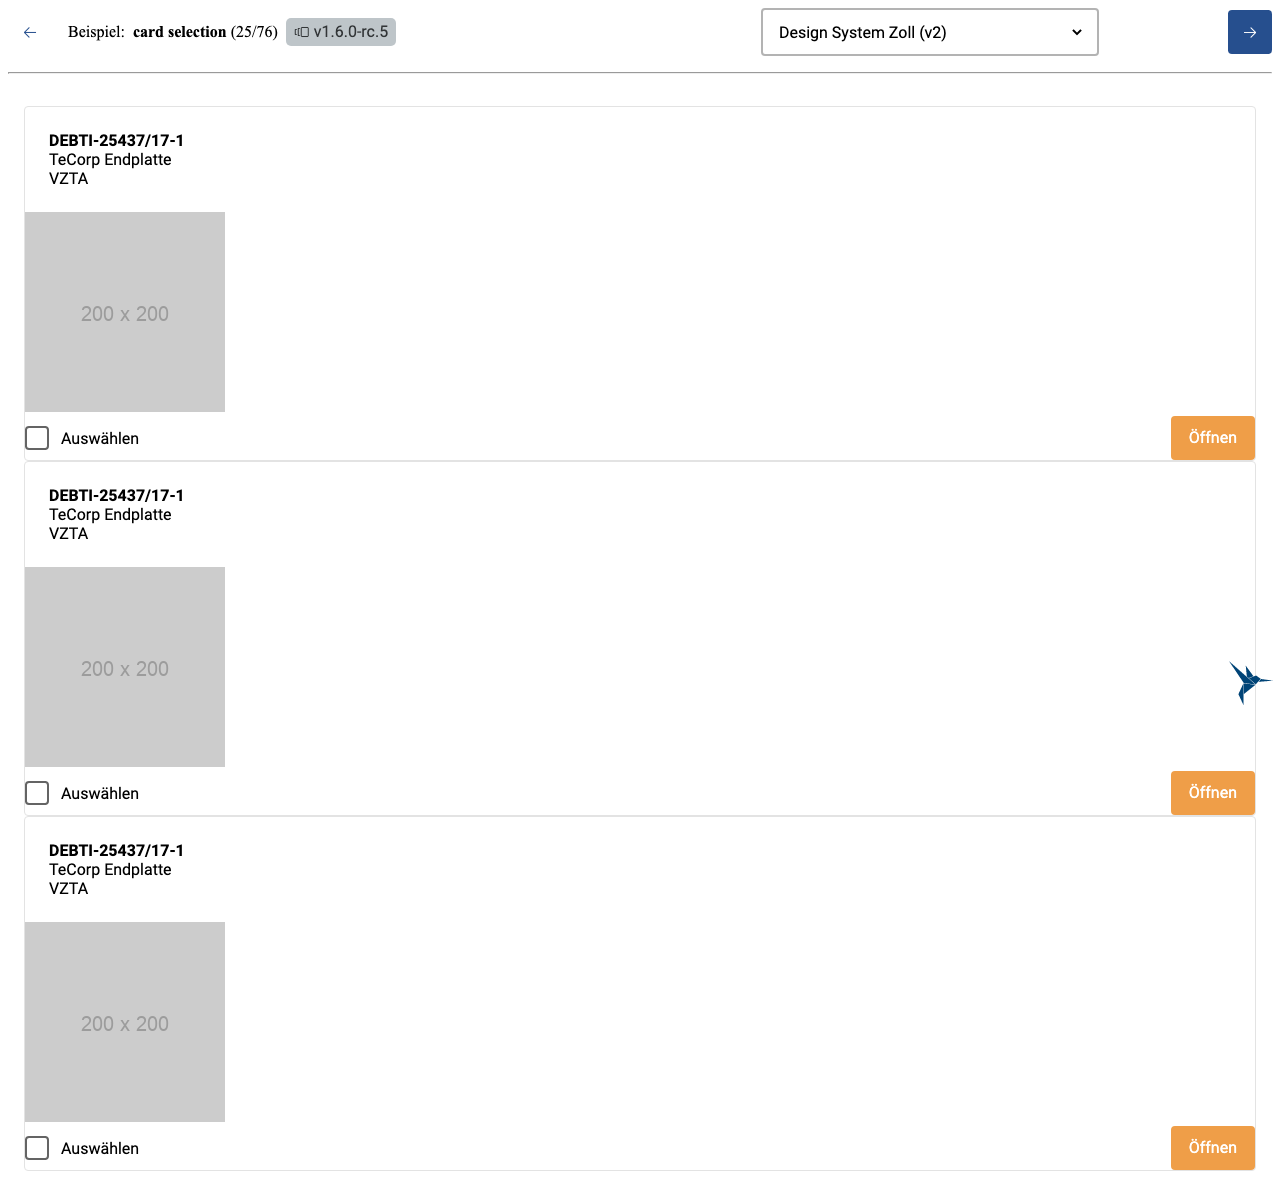 Beispiel: card selection (25/76) v1.6.0-rc.5 Design System Zoll (v2)
DEBTI-25437/17-1
TeCorp Endplatte
VZTA
200 x 200
Auswählen Öffnen
DEBTI-25437/17-1
TeCorp Endplatte
VZTA
200 x 200
Auswählen Öffnen
DEBTI-25437/17-1
TeCorp Endplatte
VZTA
200 x 200
Auswählen Öffnen